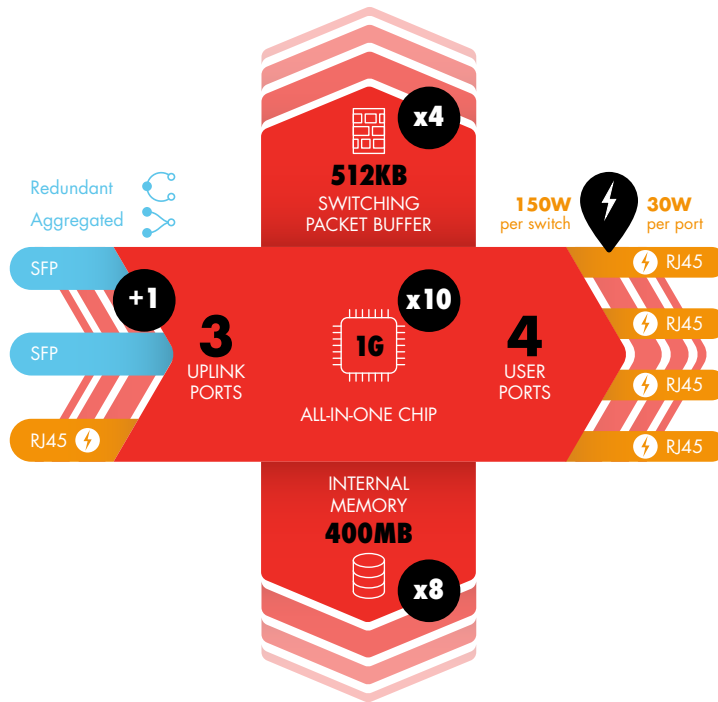 x4
512KB
SWITCHING
PACKET BUFFER
Redundant
Aggregated
150W
per switch
30W
per port
SFP
SFP
RJ45
+1
3
UPLINK
PORTS
x10
1G
ALL-IN-ONE CHIP
4
USER
PORTS
RJ45
RJ45
RJ45
RJ45
INTERNAL
MEMORY
400MB
x8